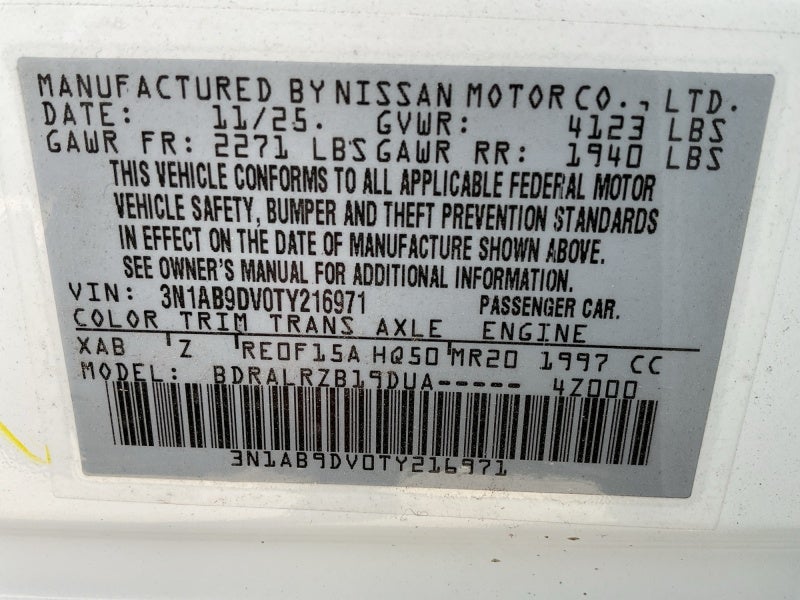 MANUFACTURED BY NISSAN MOTOR CO., LTD.
DATE: 11/25. GVWR: 4123 LBS
GAWR FR: 2271 LBS GAWR RR: 1940 LBS
THIS VEHICLE CONFORMS TO ALL APPLICABLE FEDERAL MOTOR
VEHICLE SAFETY, BUMPER AND THEFT PREVENTION STANDARDS
IN EFFECT ON THE DATE OF MANUFACTURE SHOWN ABOVE.
SEE OWNER'S MANUAL FOR ADDITIONAL INFORMATION.
VIN: 3N1AB9DV0TY216971 PASSENGER CAR.
COLOR TRIM TRANS AXLE ENGINE
XAB Z RE0F15A HQ50 MR20 1997 CC
MODEL: BDRALRZB19DUA----- 4Z000
3N1AB9DV0TY216971